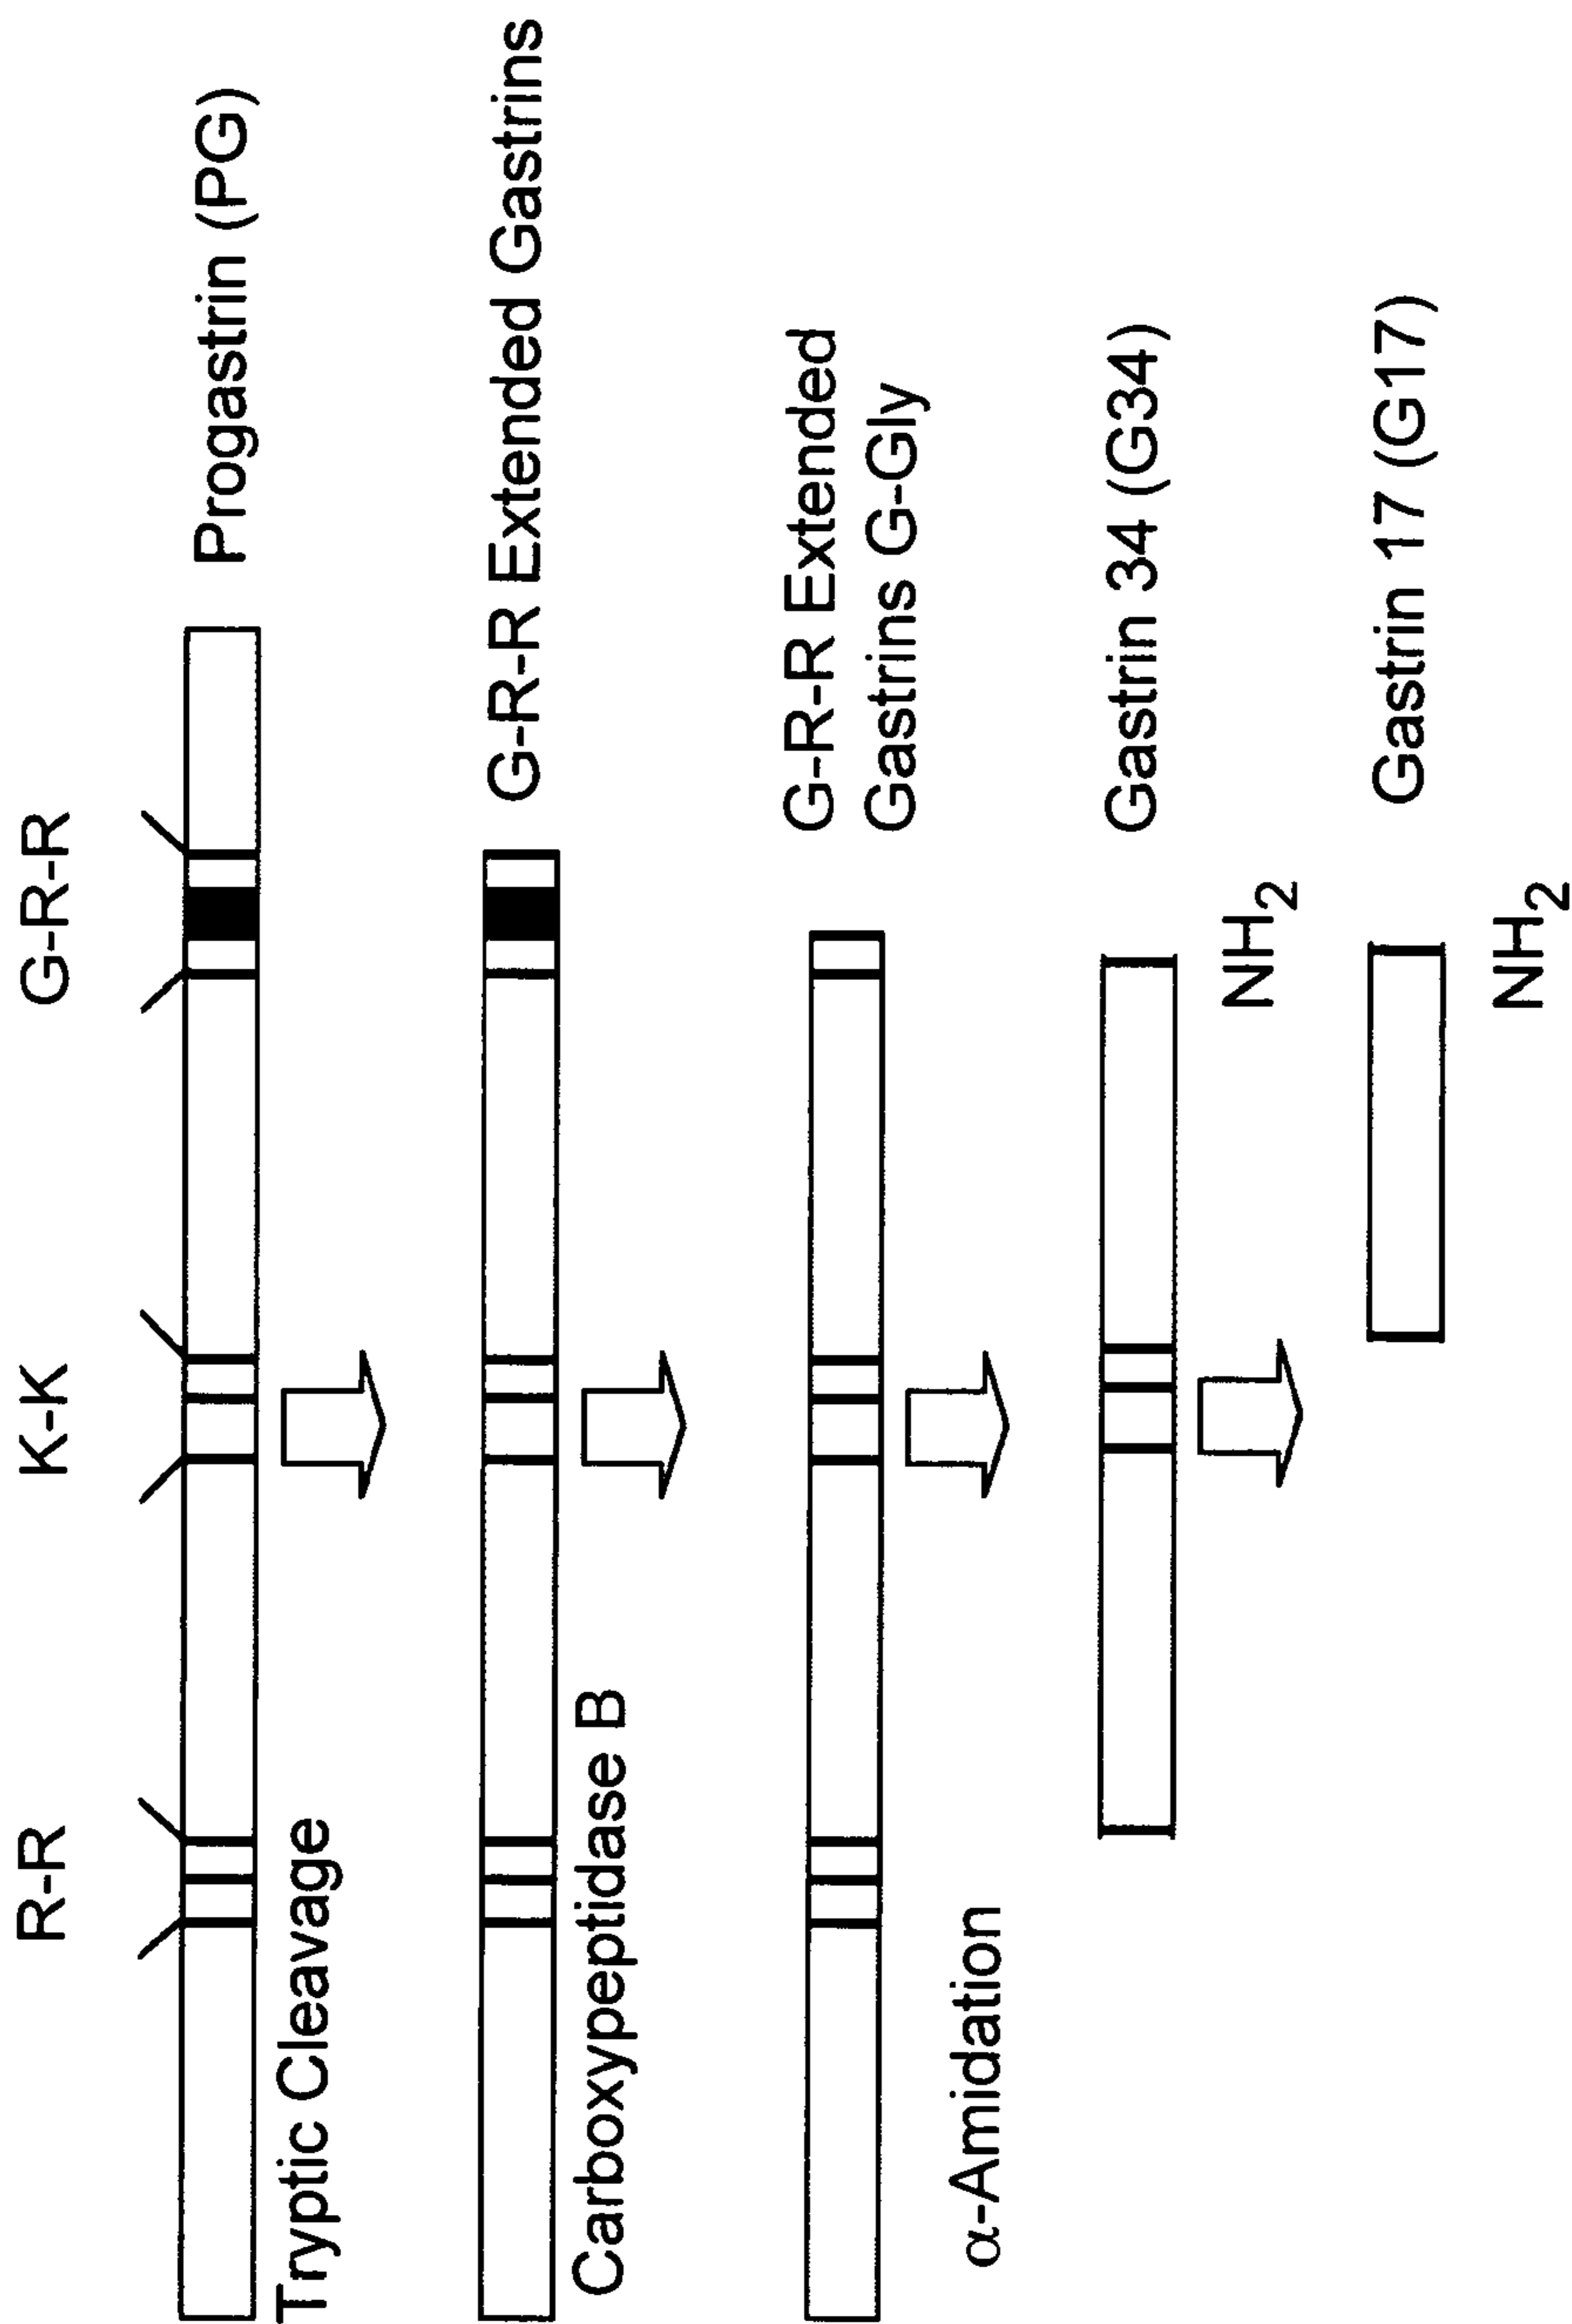 R-R
K-K
G-R-R
Progastrin (PG)
Tryptic Cleavage
G-R-R Extended Gastrins
Carboxypeptidase B
G-R-R Extended
Gastrins G-Gly
α-Amidation
Gastrin 34 (G34)
NH2
Gastrin 17 (G17)
NH2